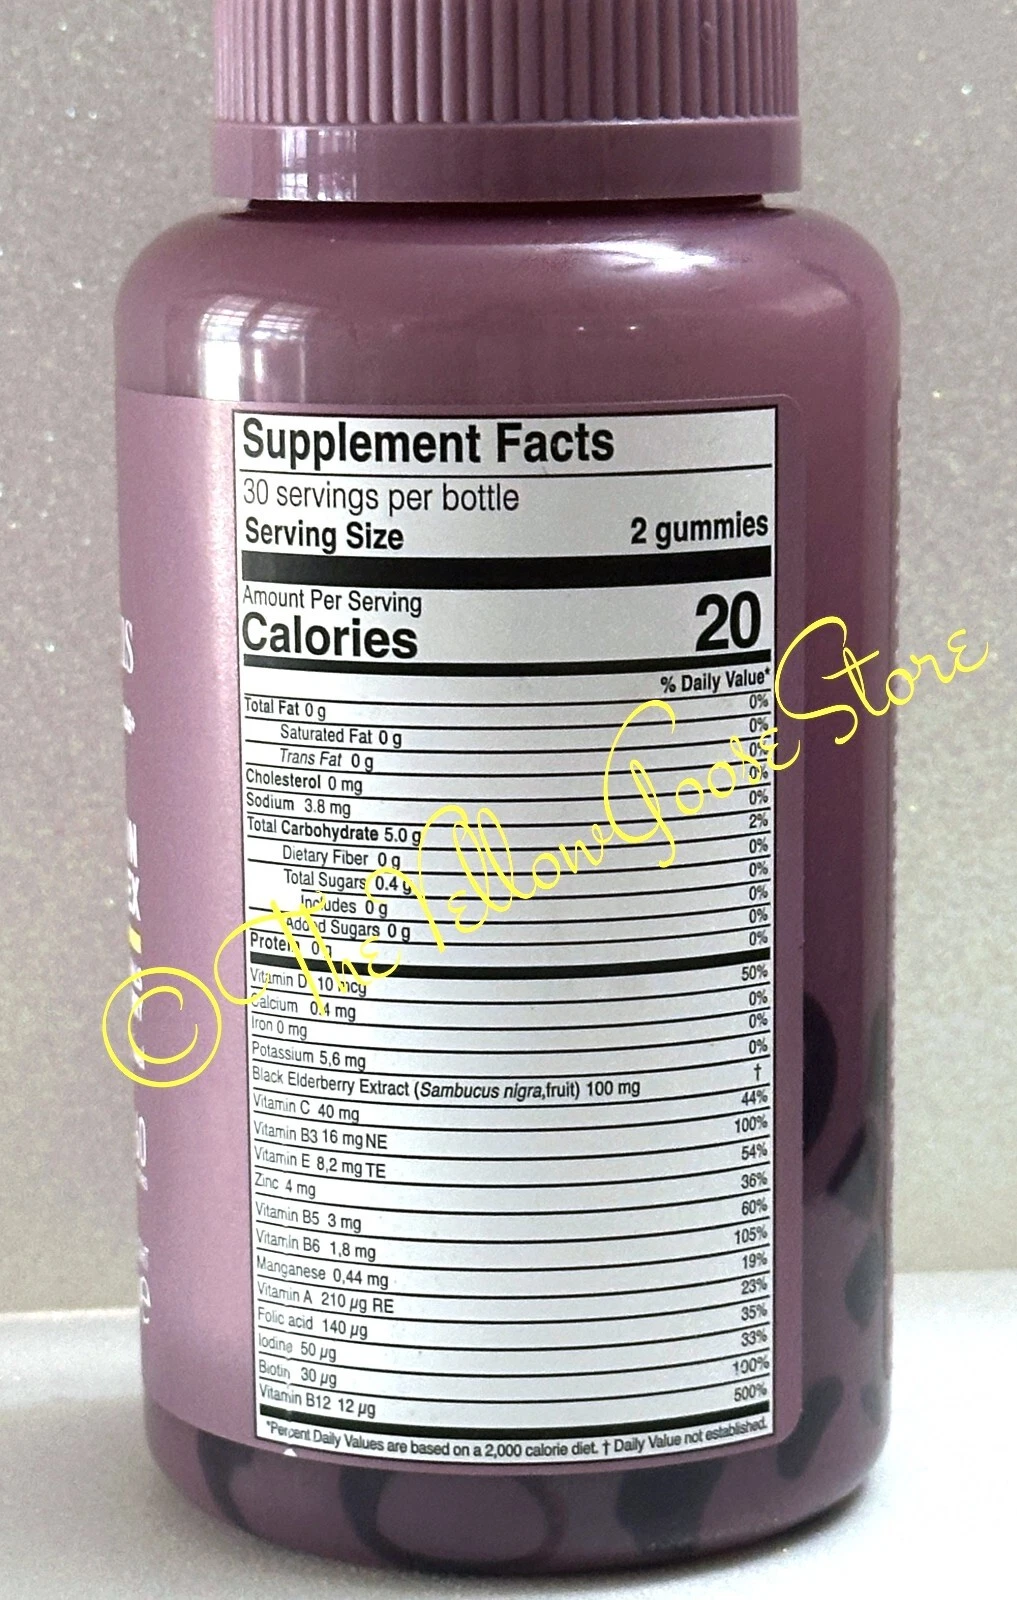 Supplement Facts
30 servings per bottle
Serving Size 2 gummies
Amount Per Serving
Calories 20
% Daily Value*
Total Fat 0 g 0%
Saturated Fat 0 g 0%
Trans Fat 0 g 0%
Cholesterol 0 mg 0%
Sodium 3.8 mg 0%
Total Carbohydrate 5.0 g 2%
Dietary Fiber 0 g 0%
Total Sugars 0.4 g 0%
Includes 0 g 0%
Added Sugars 0 g 0%
Protein 0 g 0%
Vitamin D 10 mcg 50%
Calcium 0.4 mg 0%
Iron 0 mg 0%
Potassium 5,6 mg 0%
Black Elderberry Extract (Sambucus nigra,fruit) 100 mg †
Vitamin C 40 mg 44%
Vitamin B3 16 mg NE 100%
Vitamin E 8,2 mg TE 54%
Zinc 4 mg 36%
Vitamin B5 3 mg 60%
Vitamin B6 1,8 mg 105%
Manganese 0,44 mg 19%
Vitamin A 210 µg RE 23%
Folic acid 140 µg 35%
Iodine 50 µg 33%
Biotin 30 µg 100%
Vitamin B12 12 µg 500%
*Percent Daily Values are based on a 2,000 calorie diet. † Daily Value not established.
© The Yellow Goose Store